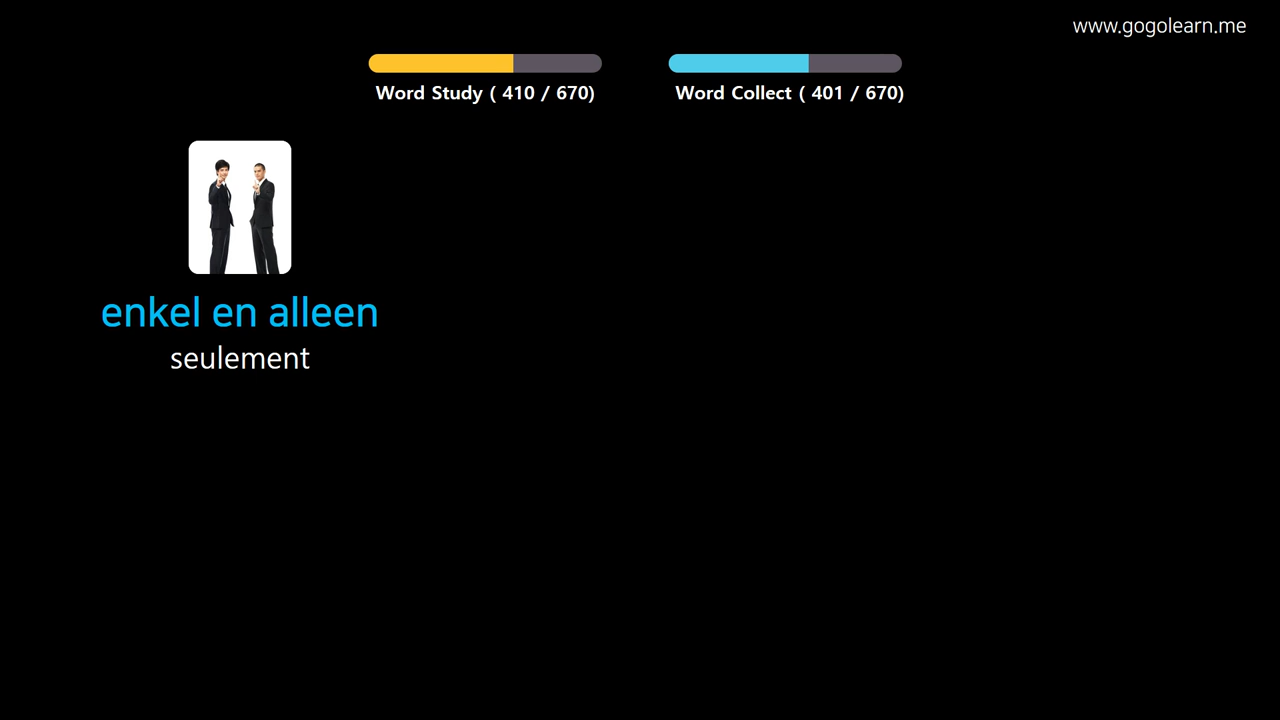 www.gogolearn.me
Word Study ( 410 / 670)
Word Collect ( 401 / 670)
enkel en alleen
seulement